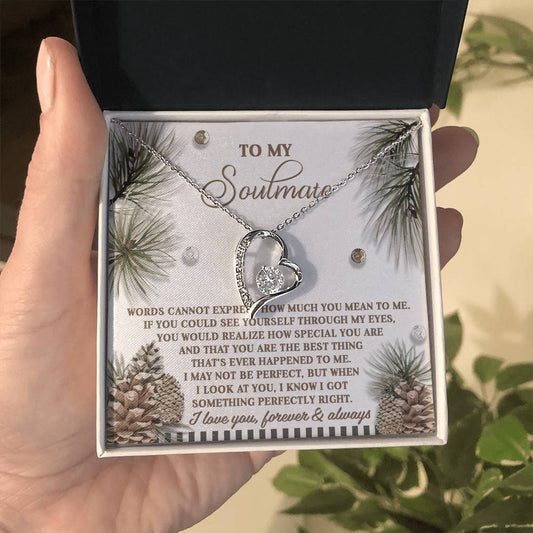 TO MY
Soulmate
WORDS CANNOT EXPRESS HOW MUCH YOU MEAN TO ME.
IF YOU COULD SEE YOURSELF THROUGH MY EYES,
YOU WOULD REALIZE HOW SPECIAL YOU ARE
AND THAT YOU ARE THE BEST THING
THAT'S EVER HAPPENED TO ME.
I MAY NOT BE PERFECT, BUT WHEN
I LOOK AT YOU, I KNOW I GOT
SOMETHING PERFECTLY RIGHT.
I love you, forever & always